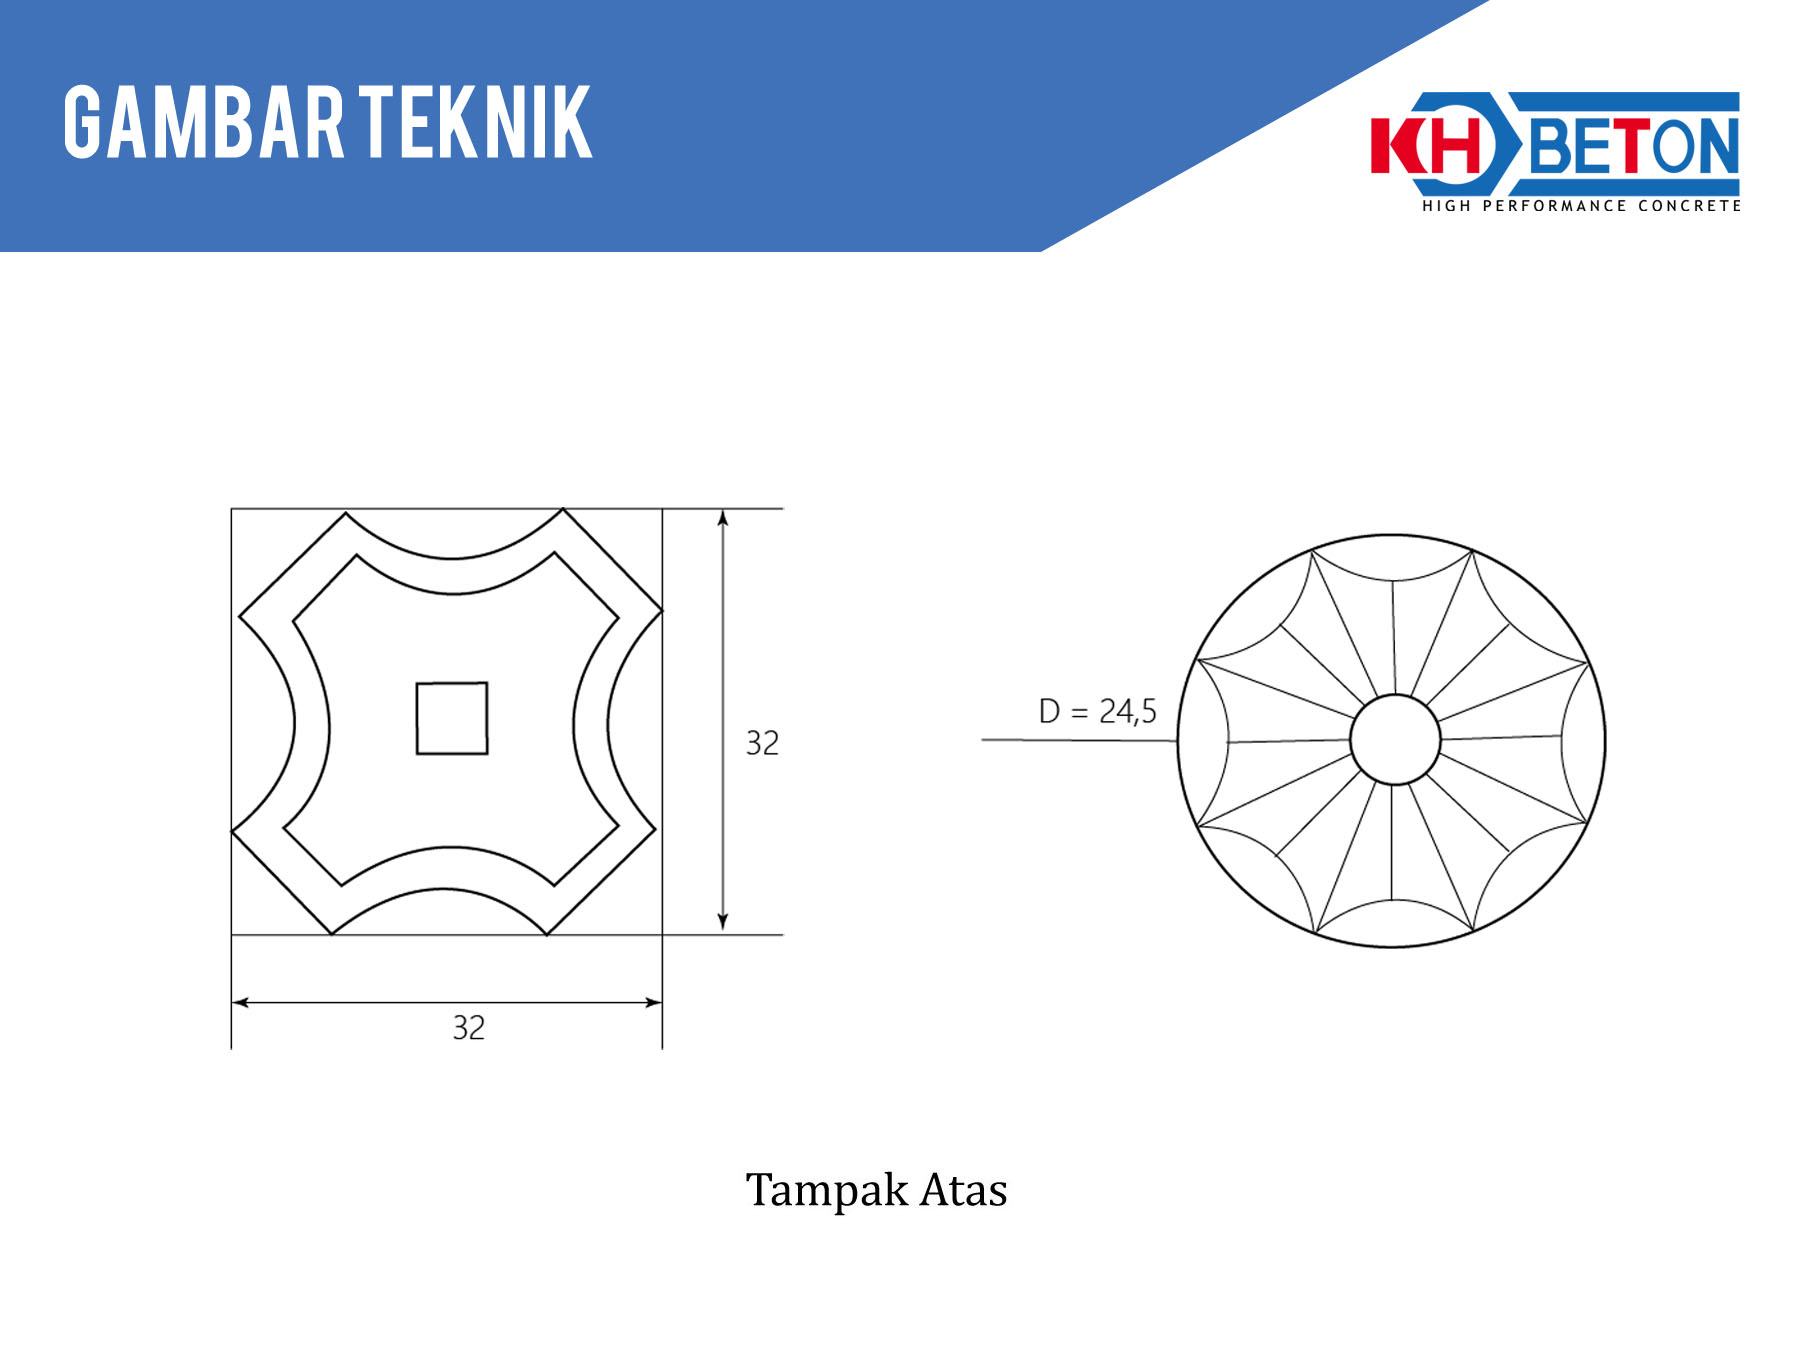 GAMBAR TEKNIK
KH BETON
HIGH PERFORMANCE CONCRETE
32
D = 24,5
32
Tampak Atas